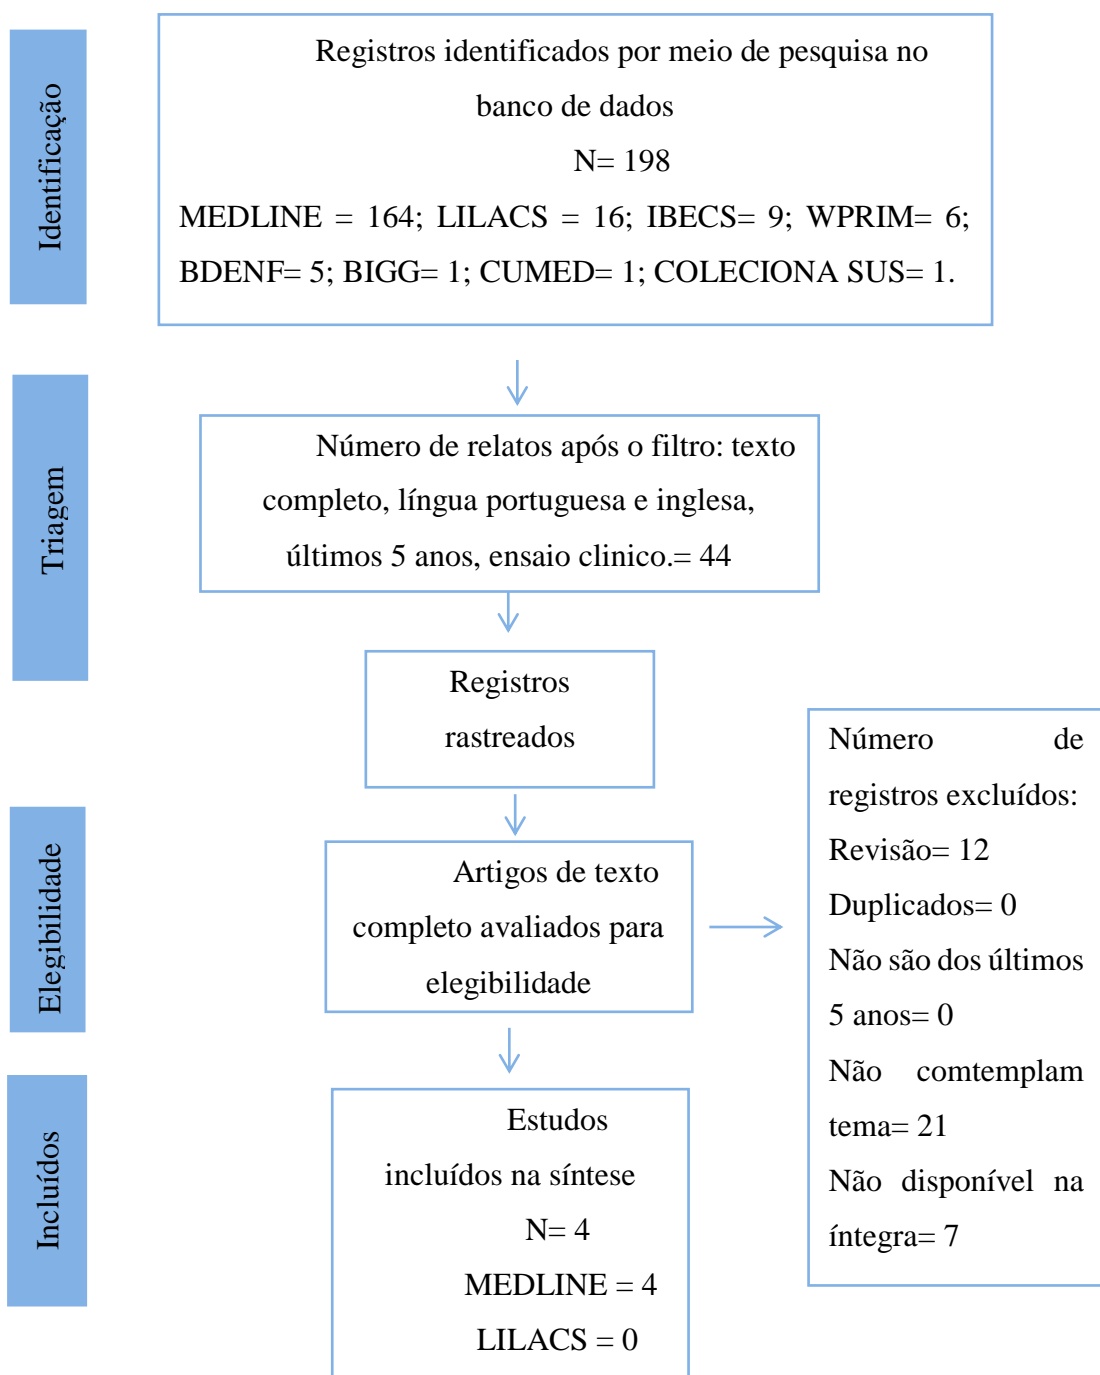 Identificação
Registros identificados por meio de pesquisa no
banco de dados
N= 198
MEDLINE = 164; LILACS = 16; IBECS= 9; WPRIM= 6;
BDENF= 5; BIGG= 1; CUMED= 1; COLECIONA SUS= 1.
Triagem
Número de relatos após o filtro: texto
completo, língua portuguesa e inglesa,
últimos 5 anos, ensaio clinico.= 44
Registros
rastreados
Elegibilidade
Artigos de texto
completo avaliados para
elegibilidade
Número de
registros excluídos:
Revisão= 12
Duplicados= 0
Não são dos últimos
5 anos= 0
Não comtemplam
tema= 21
Não disponível na
íntegra= 7
Incluídos
Estudos
incluídos na síntese
N= 4
MEDLINE = 4
LILACS = 0